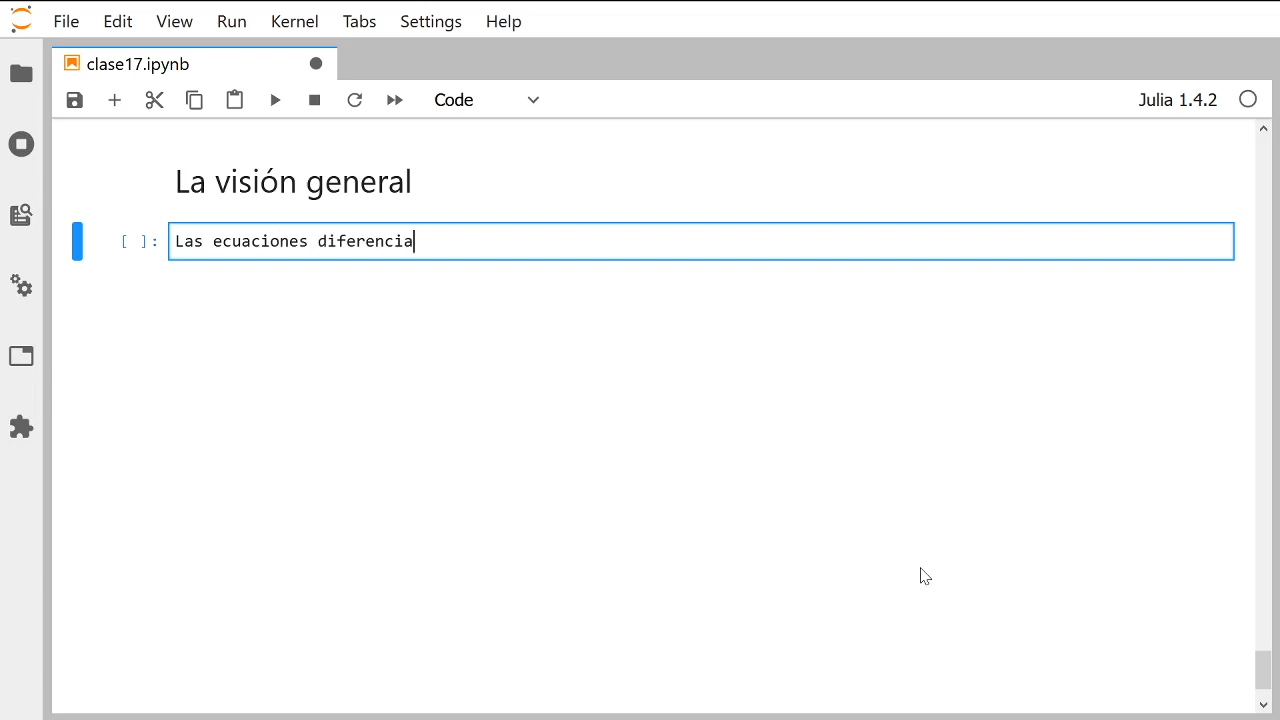 File Edit View Run Kernel Tabs Settings Help
clase17.ipynb
Code Julia 1.4.2
La visión general
[ ]: Las ecuaciones diferencia